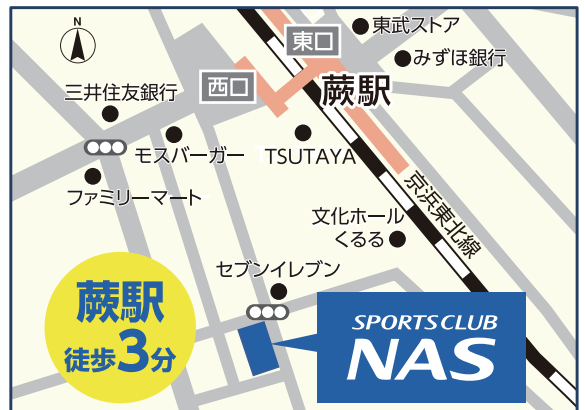 N
東武ストア
東口
みずほ銀行
西口
蕨駅
三井住友銀行
モスバーガー
TSUTAYA
ファミリーマート
京浜東北線
文化ホール
くるる
セブンイレブン
蕨駅
徒歩3分
SPORTS CLUB
NAS